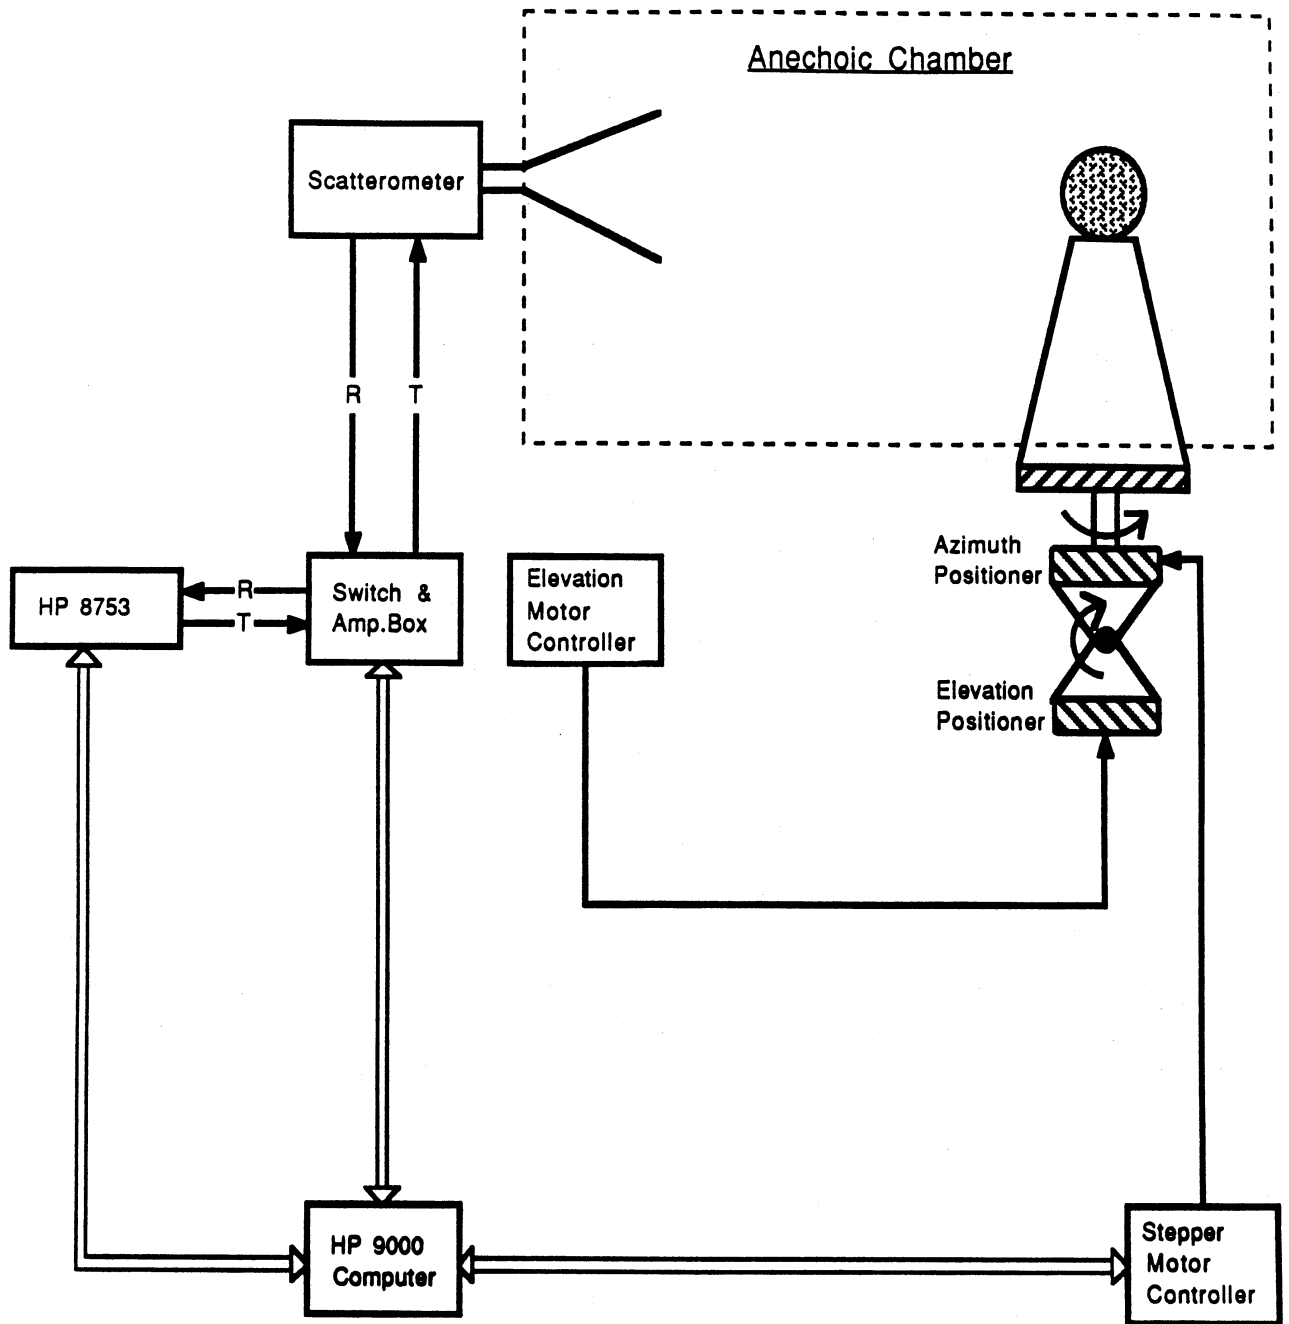 Anechoic Chamber
Scatterometer
R T
Azimuth
Positioner
HP 8753
R
T
Switch &
Amp.Box
Elevation
Motor
Controller
Elevation
Positioner
HP 9000
Computer
Stepper
Motor
Controller